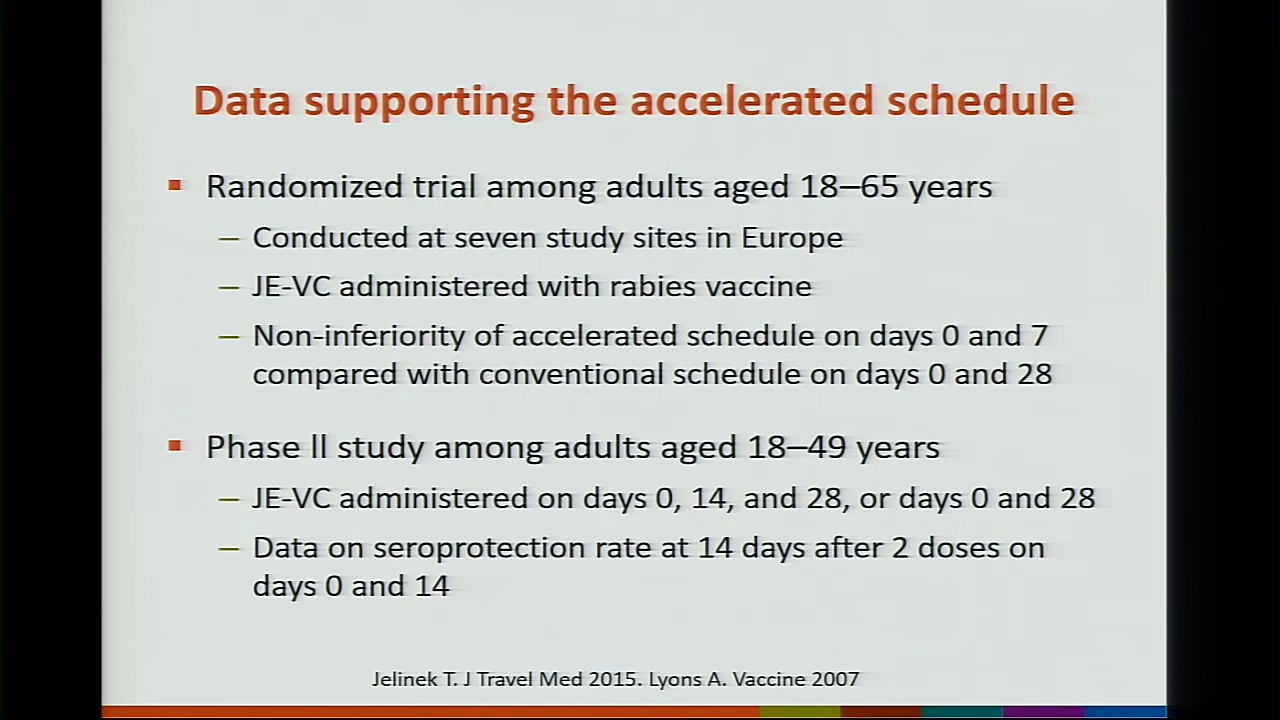 Data supporting the accelerated schedule
Randomized trial among adults aged 18–65 years
– Conducted at seven study sites in Europe
– JE-VC administered with rabies vaccine
– Non-inferiority of accelerated schedule on days 0 and 7
compared with conventional schedule on days 0 and 28
Phase ll study among adults aged 18–49 years
– JE-VC administered on days 0, 14, and 28, or days 0 and 28
– Data on seroprotection rate at 14 days after 2 doses on
days 0 and 14
Jelinek T. J Travel Med 2015. Lyons A. Vaccine 2007